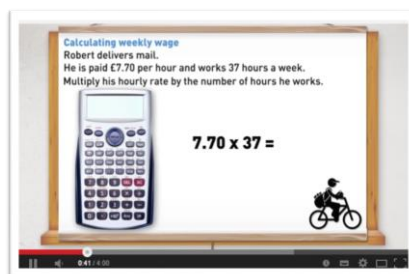 Calculating weekly wage
Robert delivers mail.
He is paid £7.70 per hour and works 37 hours a week.
Multiply his hourly rate by the number of hours he works.
7.70 x 37 =
0:41 / 4:00